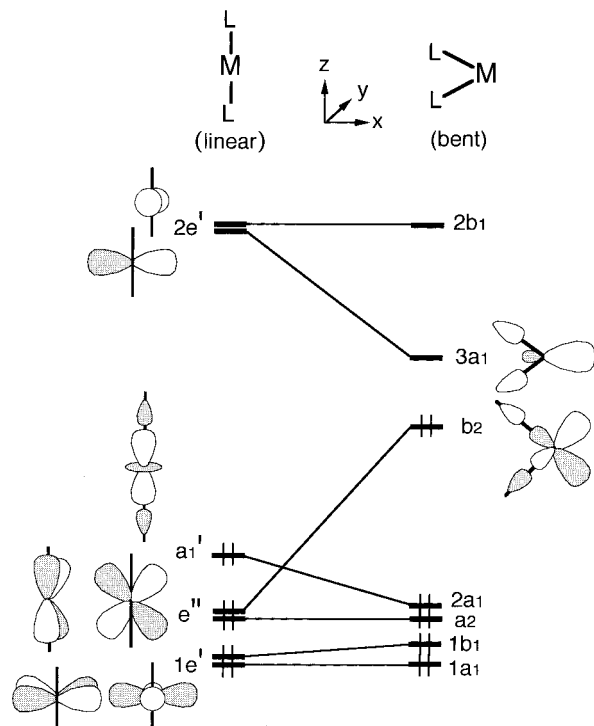 L
M
L
(linear)
z
y
x
L
M
L
(bent)
2e'
2b1
3a1
b2
a1'
2a1
e"
a2
1b1
1e'
1a1